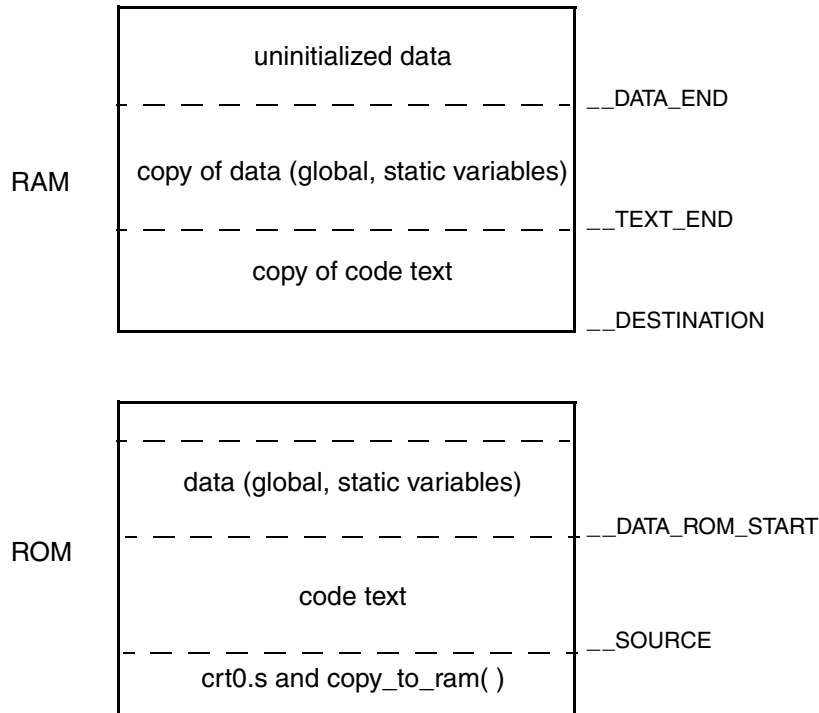 uninitialized data
__DATA_END
RAM
copy of data (global, static variables)
__TEXT_END
copy of code text
__DESTINATION
data (global, static variables)
__DATA_ROM_START
ROM
code text
__SOURCE
crt0.s and copy_to_ram( )